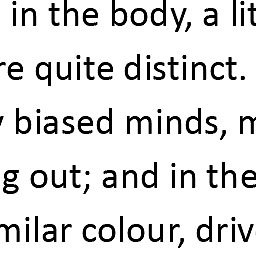 in the body, a lit
re quite distinct.
y biased minds, m
g out; and in the
milar colour, driv